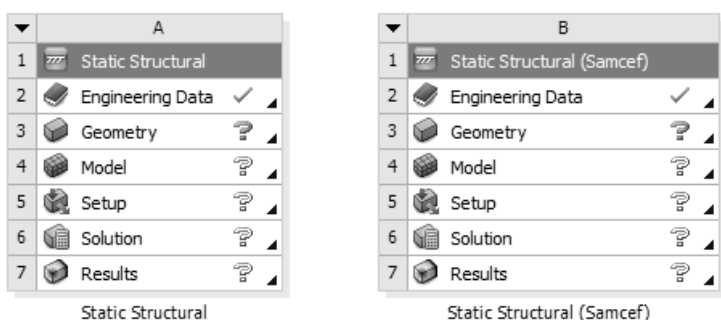 A
1 Static Structural
2 Engineering Data
3 Geometry ?
4 Model ?
5 Setup ?
6 Solution ?
7 Results ?
Static Structural
B
1 Static Structural (Samcef)
2 Engineering Data
3 Geometry ?
4 Model ?
5 Setup ?
6 Solution ?
7 Results ?
Static Structural (Samcef)